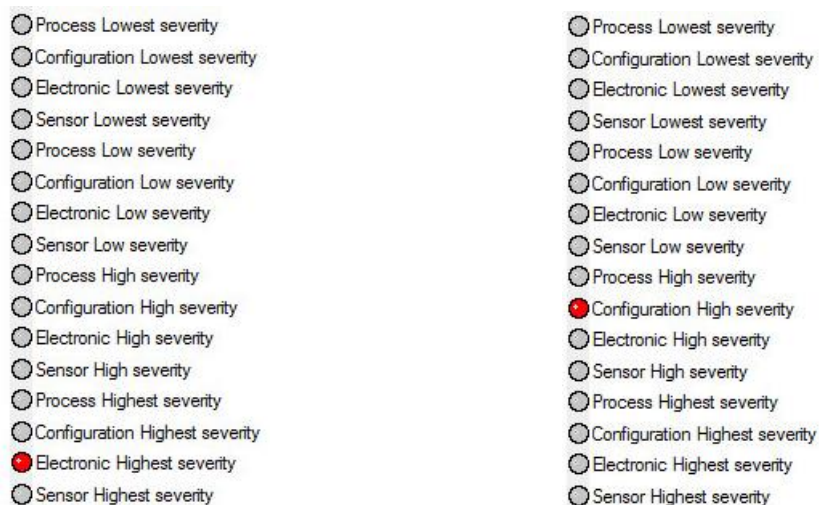 Process Lowest severity
Configuration Lowest severity
Electronic Lowest severity
Sensor Lowest severity
Process Low severity
Configuration Low severity
Electronic Low severity
Sensor Low severity
Process High severity
Configuration High severity
Electronic High severity
Sensor High severity
Process Highest severity
Configuration Highest severity
Electronic Highest severity
Sensor Highest severity
Process Lowest severity
Configuration Lowest severity
Electronic Lowest severity
Sensor Lowest severity
Process Low severity
Configuration Low severity
Electronic Low severity
Sensor Low severity
Process High severity
Configuration High severity
Electronic High severity
Sensor High severity
Process Highest severity
Configuration Highest severity
Electronic Highest severity
Sensor Highest severity